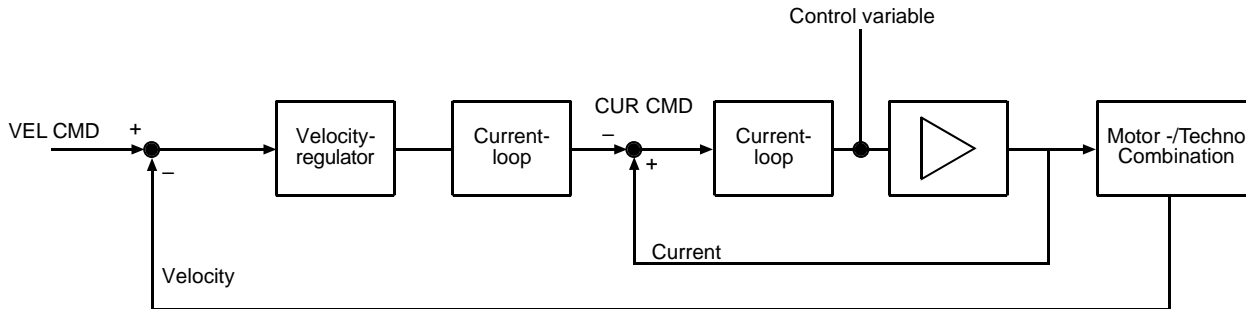 Control variable
VEL CMD
+
–
Velocity-
regulator
Current-
loop
CUR CMD
–
+
Current-
loop
Motor -/Techno
Combination
Current
Velocity